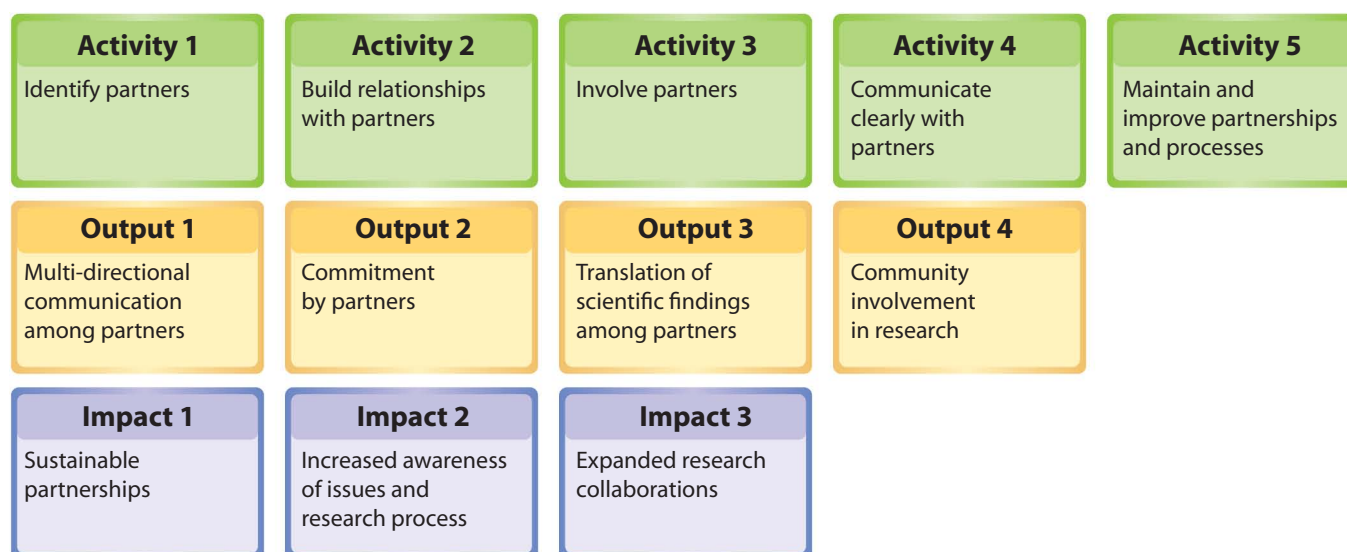 Activity 1
Identify partners
Activity 2
Build relationships
with partners
Activity 3
Involve partners
Activity 4
Communicate
clearly with
partners
Activity 5
Maintain and
improve partnerships
and processes
Output 1
Multi-directional
communication
among partners
Output 2
Commitment
by partners
Output 3
Translation of
scientific findings
among partners
Output 4
Community
involvement
in research
Impact 1
Sustainable
partnerships
Impact 2
Increased awareness
of issues and
research process
Impact 3
Expanded research
collaborations